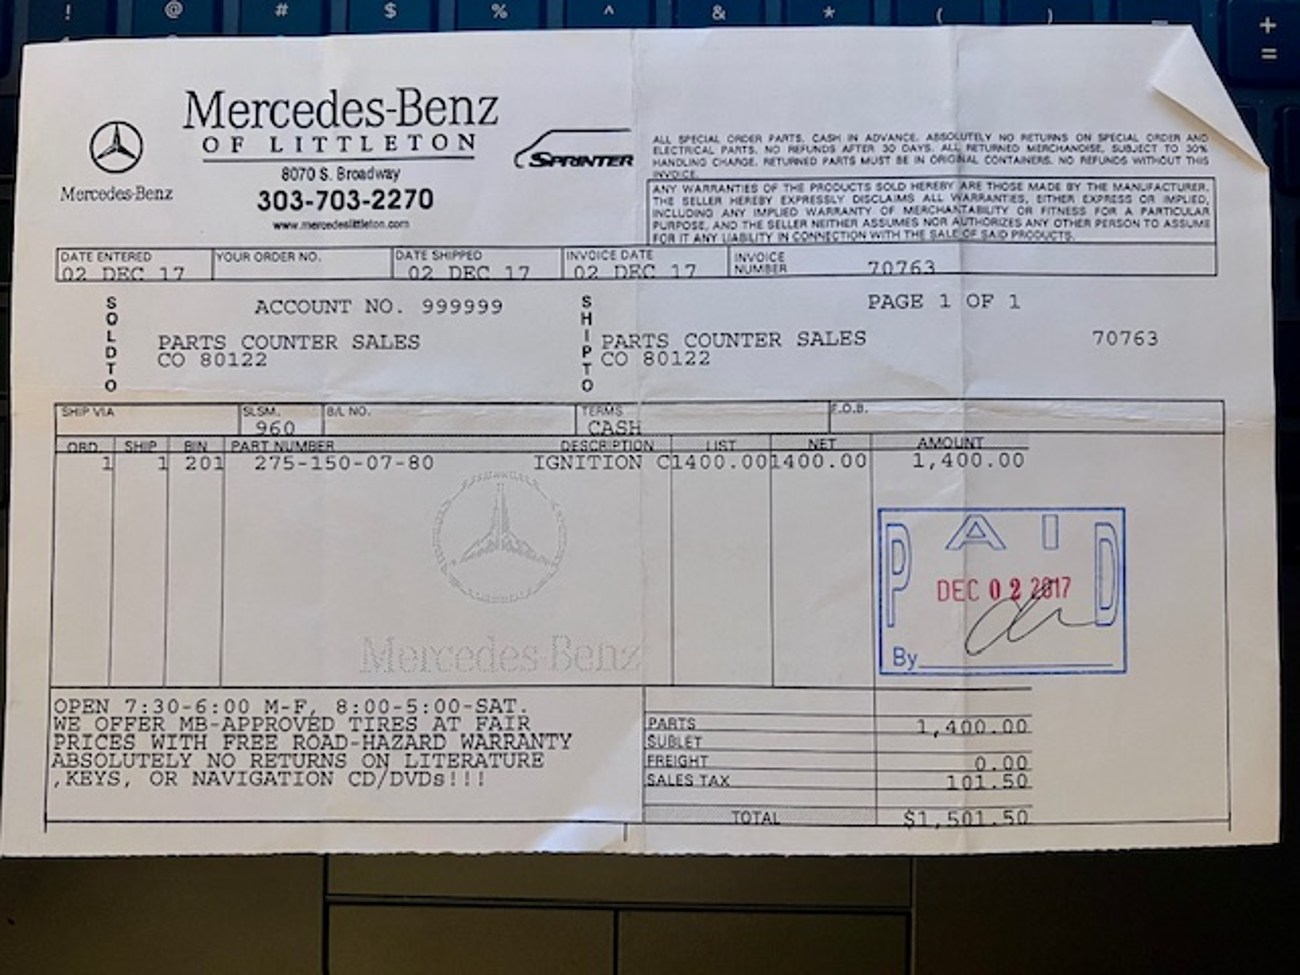 ! @ # $ % ^ & * ( ) _ +
=
Mercedes-Benz
OF LITTLETON
8070 S. Broadway
303-703-2270
www.mercedeslittleton.com
Mercedes-Benz
SPRINTER
ALL SPECIAL ORDER PARTS, CASH IN ADVANCE. ABSOLUTELY NO RETURNS ON SPECIAL ORDER AND
ELECTRICAL PARTS. NO REFUNDS AFTER 30 DAYS. ALL RETURNED MERCHANDISE, SUBJECT TO 30%
HANDLING CHARGE. RETURNED PARTS MUST BE IN ORIGINAL CONTAINERS. NO REFUNDS WITHOUT THIS
INVOICE.
ANY WARRANTIES OF THE PRODUCTS SOLD HEREBY ARE THOSE MADE BY THE MANUFACTURER.
THE SELLER HEREBY EXPRESSLY DISCLAIMS ALL WARRANTIES, EITHER EXPRESS OR IMPLIED,
INCLUDING ANY IMPLIED WARRANTY OF MERCHANTABILITY OR FITNESS FOR A PARTICULAR
PURPOSE, AND THE SELLER NEITHER ASSUMES NOR AUTHORIZES ANY OTHER PERSON TO ASSUME
FOR IT ANY LIABILITY IN CONNECTION WITH THE SALE OF SAID PRODUCTS.
DATE ENTERED YOUR ORDER NO. DATE SHIPPED INVOICE DATE INVOICE NUMBER
02 DEC 17 02 DEC 17 02 DEC 17 70763
SOLD TO
ACCOUNT NO. 999999
PARTS COUNTER SALES
CO 80122
SHIP TO
PARTS COUNTER SALES
CO 80122
PAGE 1 OF 1
70763
SHIP VIA SLSM. B/L NO. TERMS F.O.B.
960 CASH
ORD. SHIP BIN PART NUMBER DESCRIPTION LIST NET AMOUNT
1 1 201 275-150-07-80 IGNITION C 1400.00 1400.00 1,400.00
Mercedes-Benz
PAID
DEC 02 2017
By
OPEN 7:30-6:00 M-F, 8:00-5:00-SAT.
WE OFFER MB-APPROVED TIRES AT FAIR
PRICES WITH FREE ROAD-HAZARD WARRANTY
ABSOLUTELY NO RETURNS ON LITERATURE
,KEYS, OR NAVIGATION CD/DVDs!!!
PARTS 1,400.00
SUBLET
FREIGHT 0.00
SALES TAX 101.50
TOTAL $1,501.50